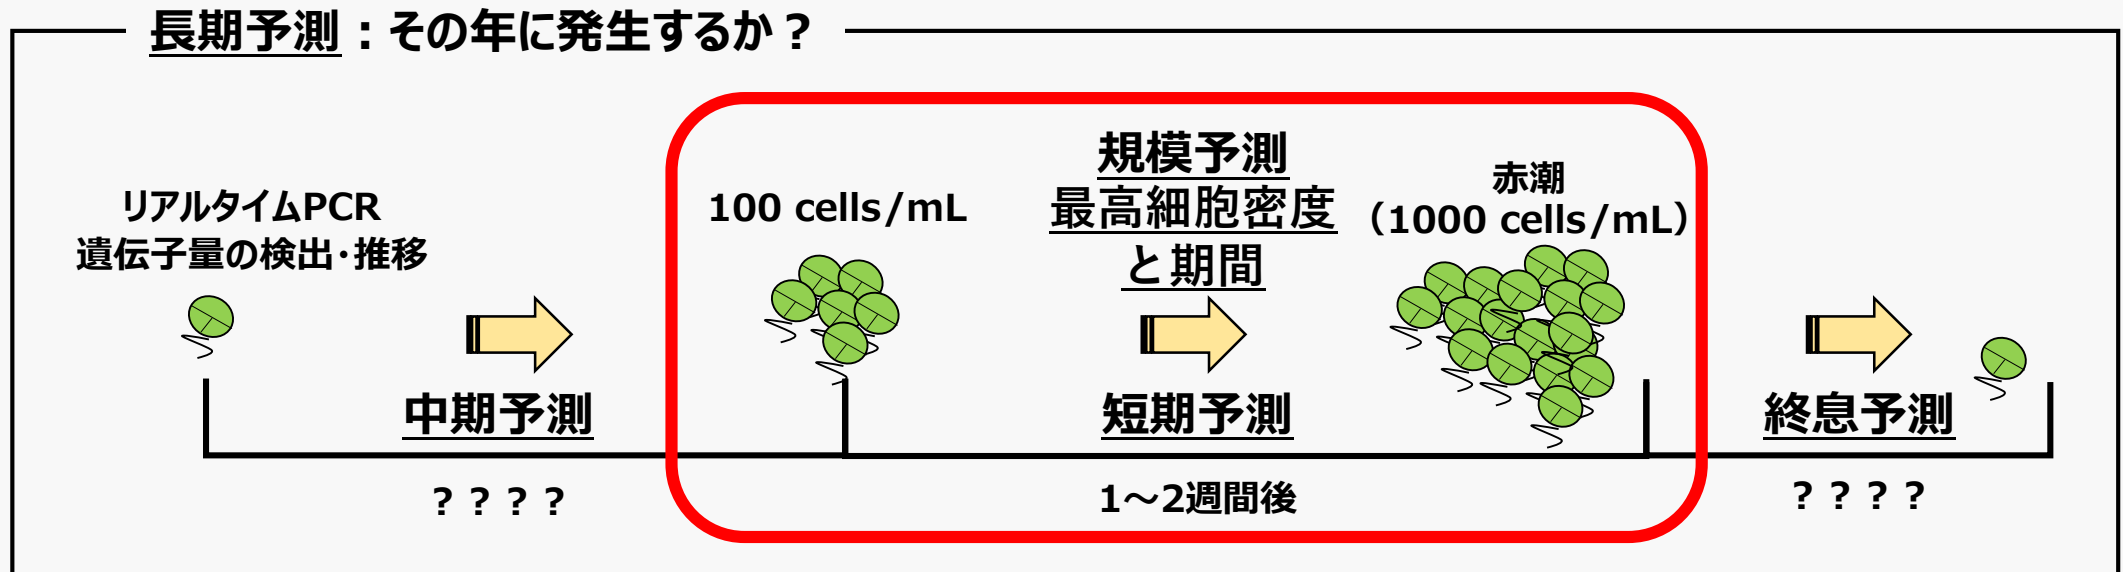 長期予測:その年に発生するか?
リアルタイムPCR
遺伝子量の検出・推移
中期予測
????
100 cells/mL
規模予測
最高細胞密度
と期間
短期予測
1~2週間後
赤潮
(1000 cells/mL)
終息予測
????